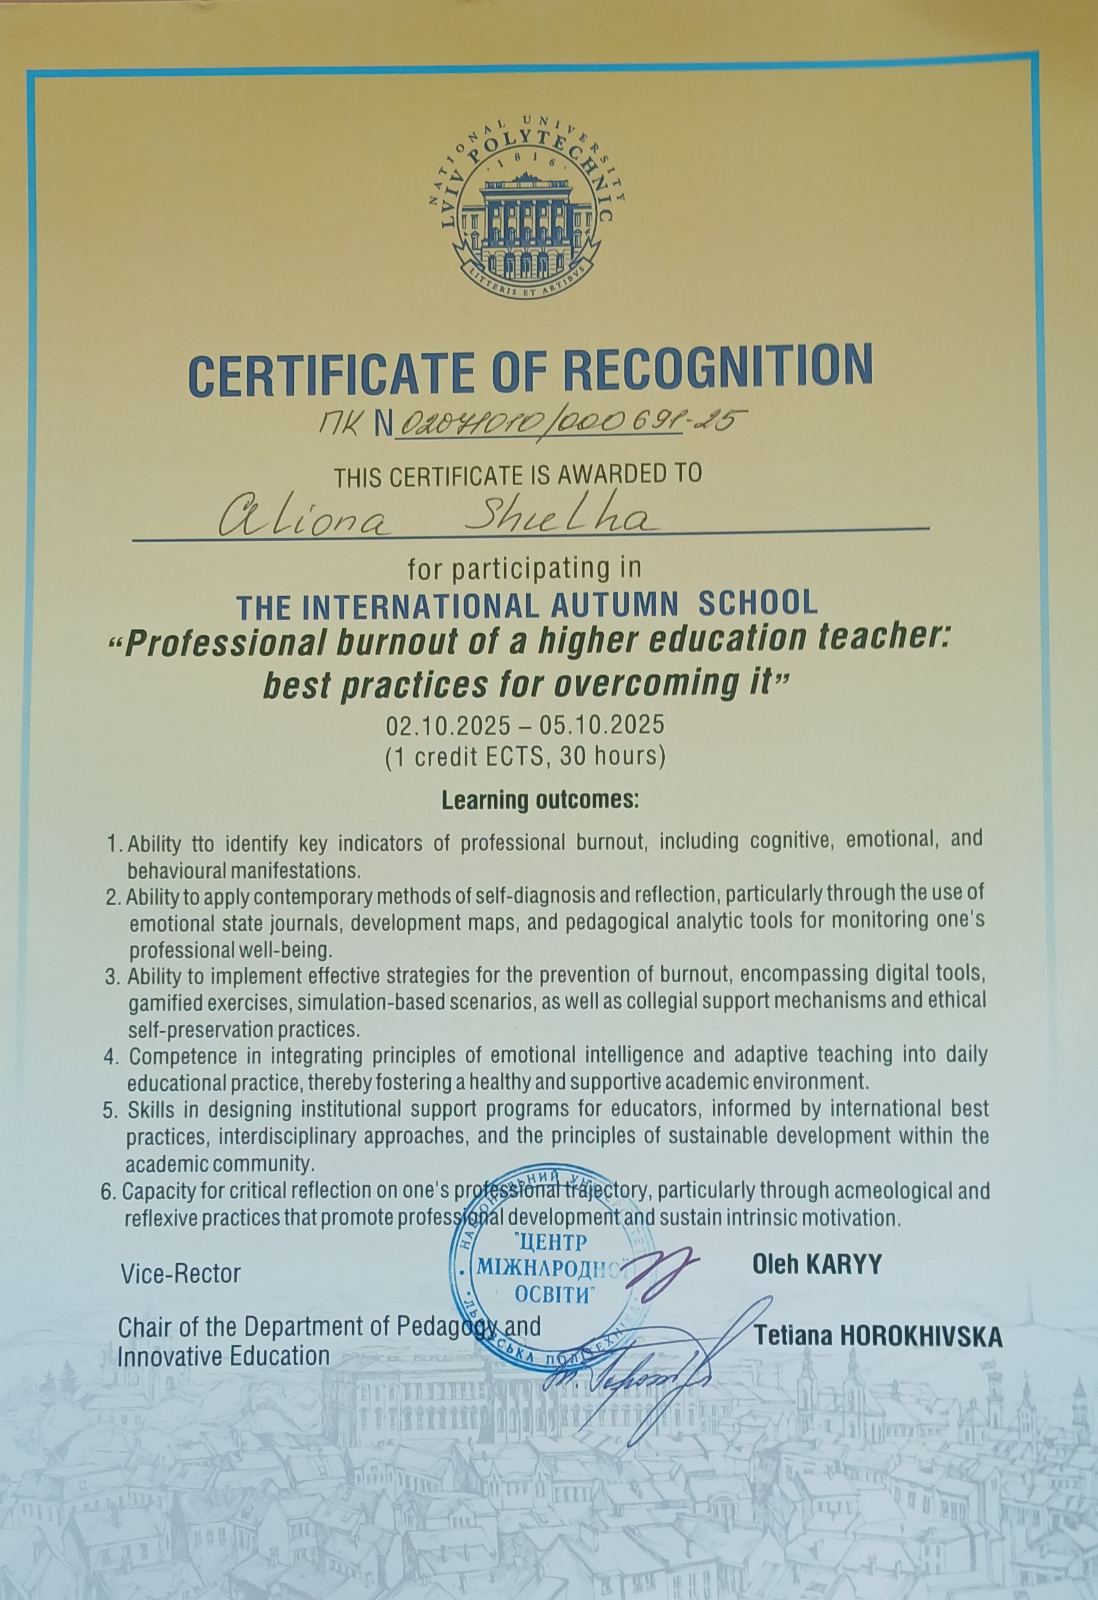 NATIONAL UNIVERSITY
LVIV POLYTECHNIC
· 1816 ·
LITTERIS ET ARTIBUS
CERTIFICATE OF RECOGNITION
ПК N 02071010/000691-25
THIS CERTIFICATE IS AWARDED TO
Aliona Shulha
for participating in
THE INTERNATIONAL AUTUMN SCHOOL
“Professional burnout of a higher education teacher:
best practices for overcoming it”
02.10.2025 – 05.10.2025
(1 credit ECTS, 30 hours)
Learning outcomes:
1. Ability tto identify key indicators of professional burnout, including cognitive, emotional, and
behavioural manifestations.
2. Ability to apply contemporary methods of self-diagnosis and reflection, particularly through the use of
emotional state journals, development maps, and pedagogical analytic tools for monitoring one's
professional well-being.
3. Ability to implement effective strategies for the prevention of burnout, encompassing digital tools,
gamified exercises, simulation-based scenarios, as well as collegial support mechanisms and ethical
self-preservation practices.
4. Competence in integrating principles of emotional intelligence and adaptive teaching into daily
educational practice, thereby fostering a healthy and supportive academic environment.
5. Skills in designing institutional support programs for educators, informed by international best
practices, interdisciplinary approaches, and the principles of sustainable development within the
academic community.
6. Capacity for critical reflection on one's professional trajectory, particularly through acmeological and
reflexive practices that promote professional development and sustain intrinsic motivation.
НАЦІОНАЛЬНИЙ УНІВЕРСИТЕТ
"ЦЕНТР
МІЖНАРОДНОЇ
ОСВІТИ"
ЛЬВІВСЬКА ПОЛІТЕХНІКА
Vice-Rector
Oleh KARYY
Chair of the Department of Pedagogy and
Innovative Education
Tetiana HOROKHIVSKA